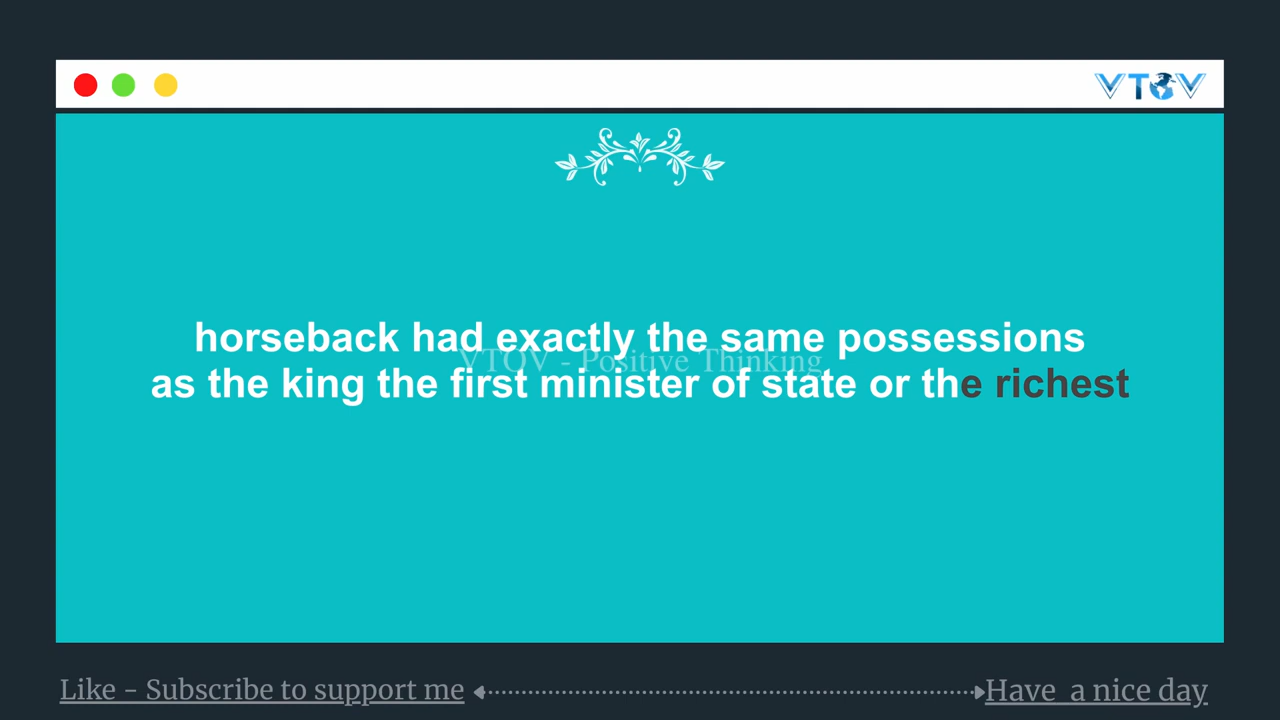 VTOV
horseback had exactly the same possessions
VTOV - Positive Thinking
as the king the first minister of state or the richest
Like - Subscribe to support me
Have a nice day